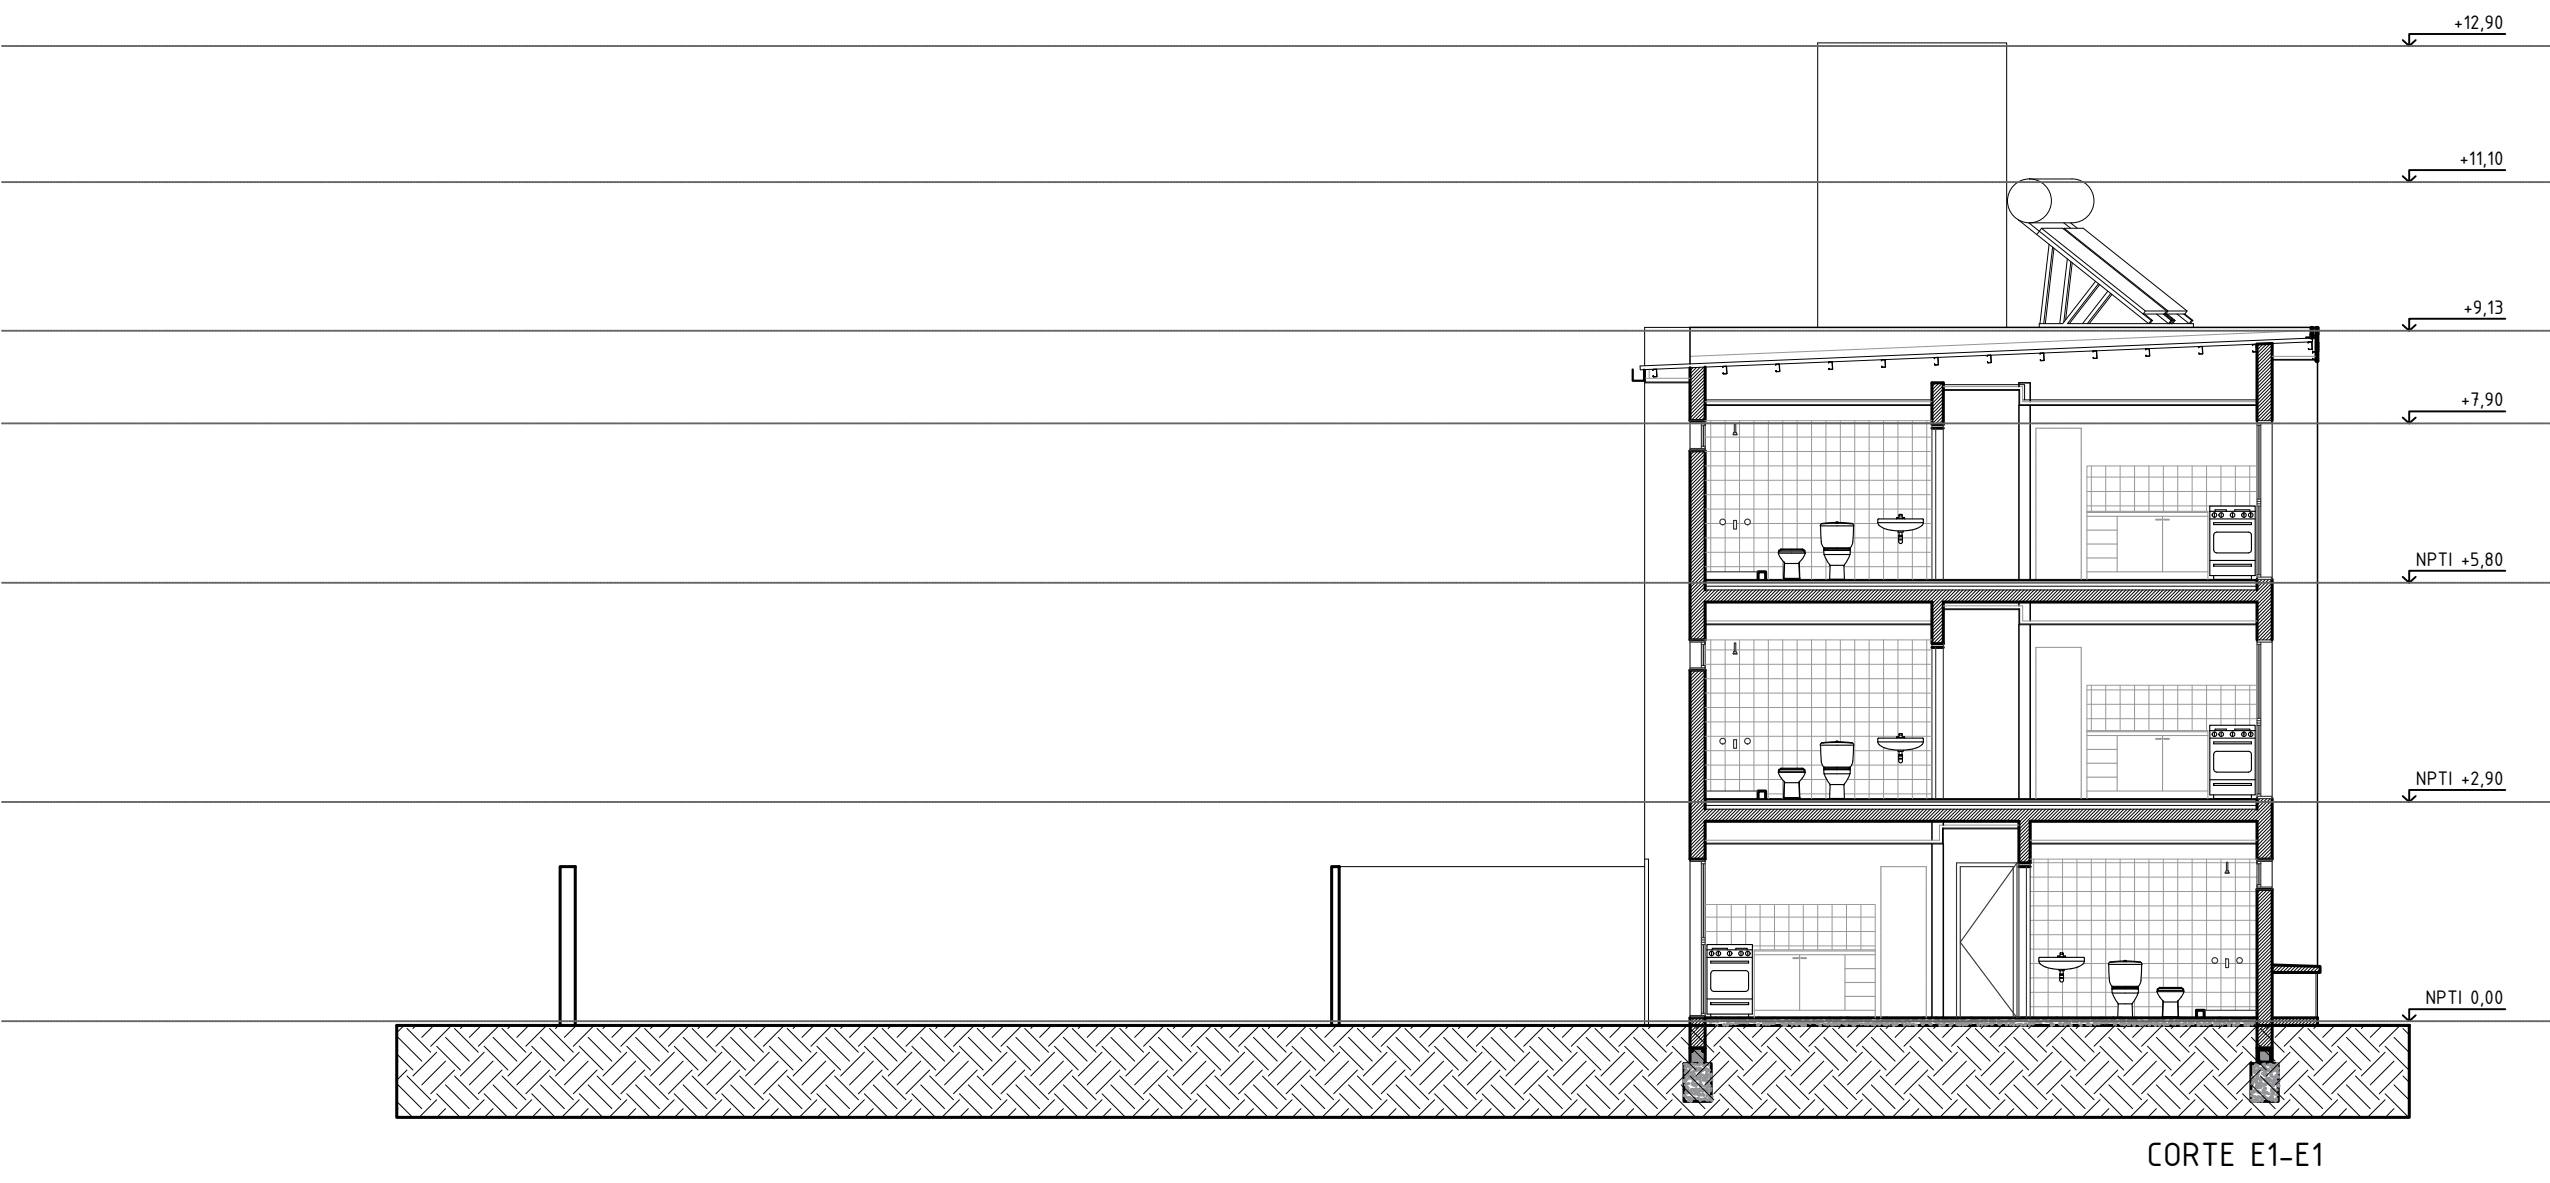 +12,90
+11,10
+9,13
+7,90
NPTI +5,80
NPTI +2,90
NPTI 0,00
CORTE E1-E1